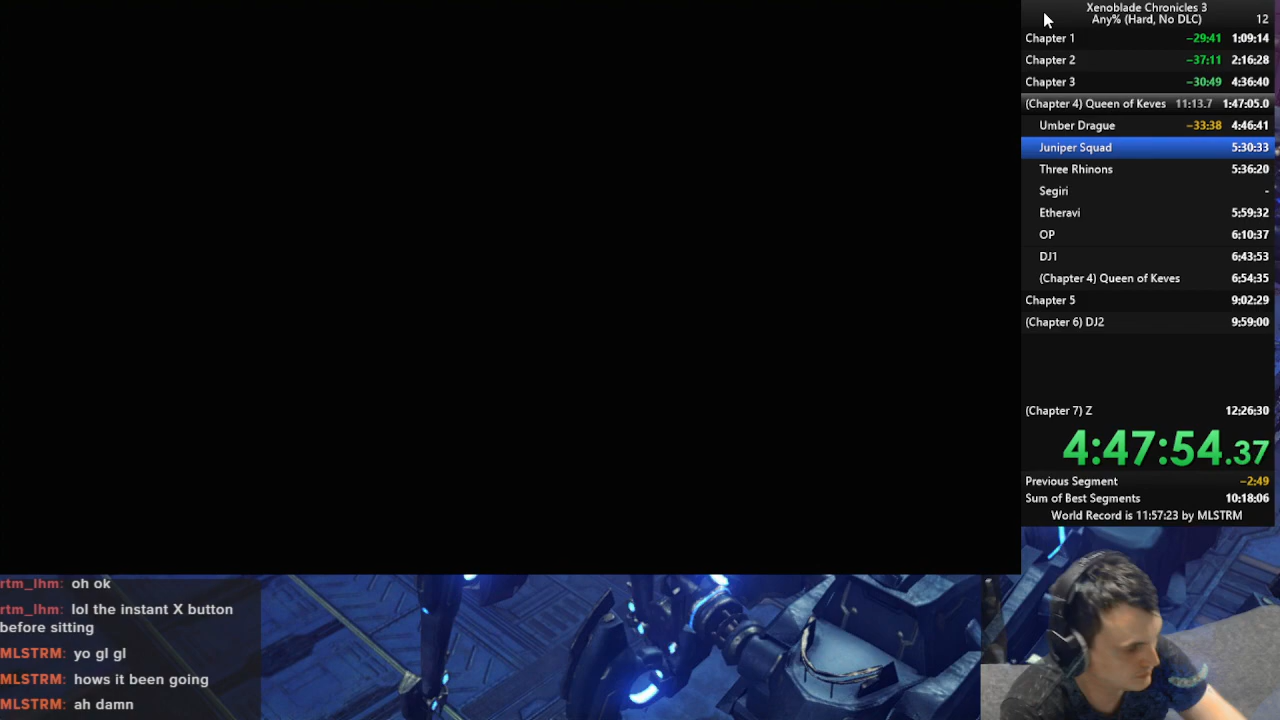 Xenoblade Chronicles 3
Any% (Hard, No DLC) 12
Chapter 1 −29:41 1:09:14
Chapter 2 −37:11 2:16:28
Chapter 3 −30:49 4:36:40
(Chapter 4) Queen of Keves 11:13.7 1:47:05.0
Umber Drague −33:38 4:46:41
Juniper Squad 5:30:33
Three Rhinons 5:36:20
Segiri -
Etheravi 5:59:32
OP 6:10:37
DJ1 6:43:53
(Chapter 4) Queen of Keves 6:54:35
Chapter 5 9:02:29
(Chapter 6) DJ2 9:59:00
(Chapter 7) Z 12:26:30
4:47:54.37
Previous Segment −2:49
Sum of Best Segments 10:18:06
World Record is 11:57:23 by MLSTRM
rtm_lhm: oh ok
rtm_lhm: lol the instant X button
before sitting
MLSTRM: yo gl gl
MLSTRM: hows it been going
MLSTRM: ah damn